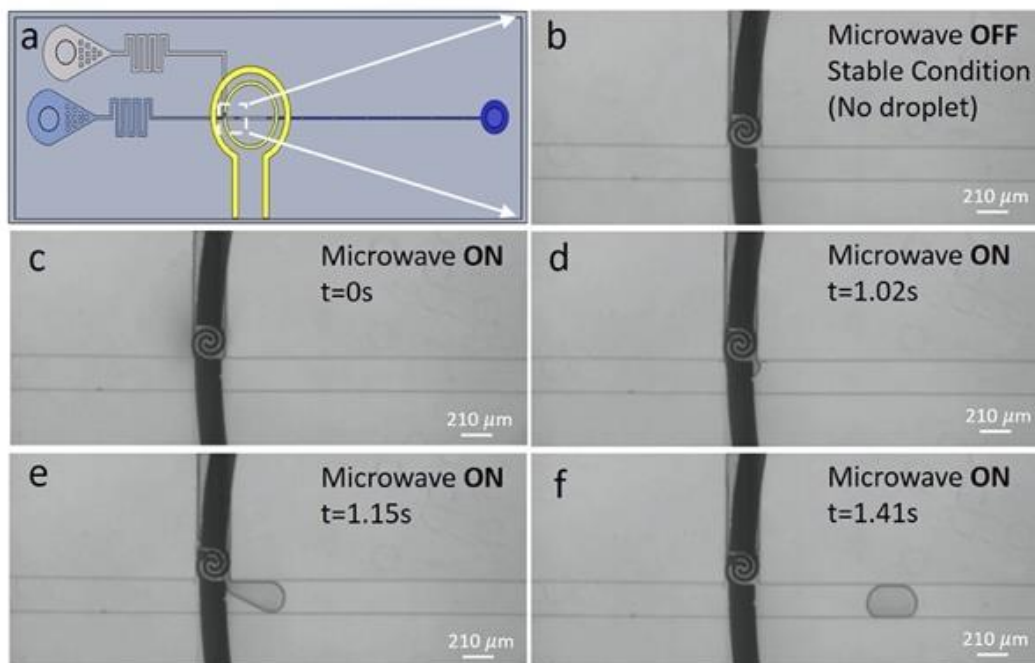 a
b
Microwave OFF
Stable Condition
(No droplet)
210 μm
c
Microwave ON
t=0s
210 μm
d
Microwave ON
t=1.02s
210 μm
e
Microwave ON
t=1.15s
210 μm
f
Microwave ON
t=1.41s
210 μm